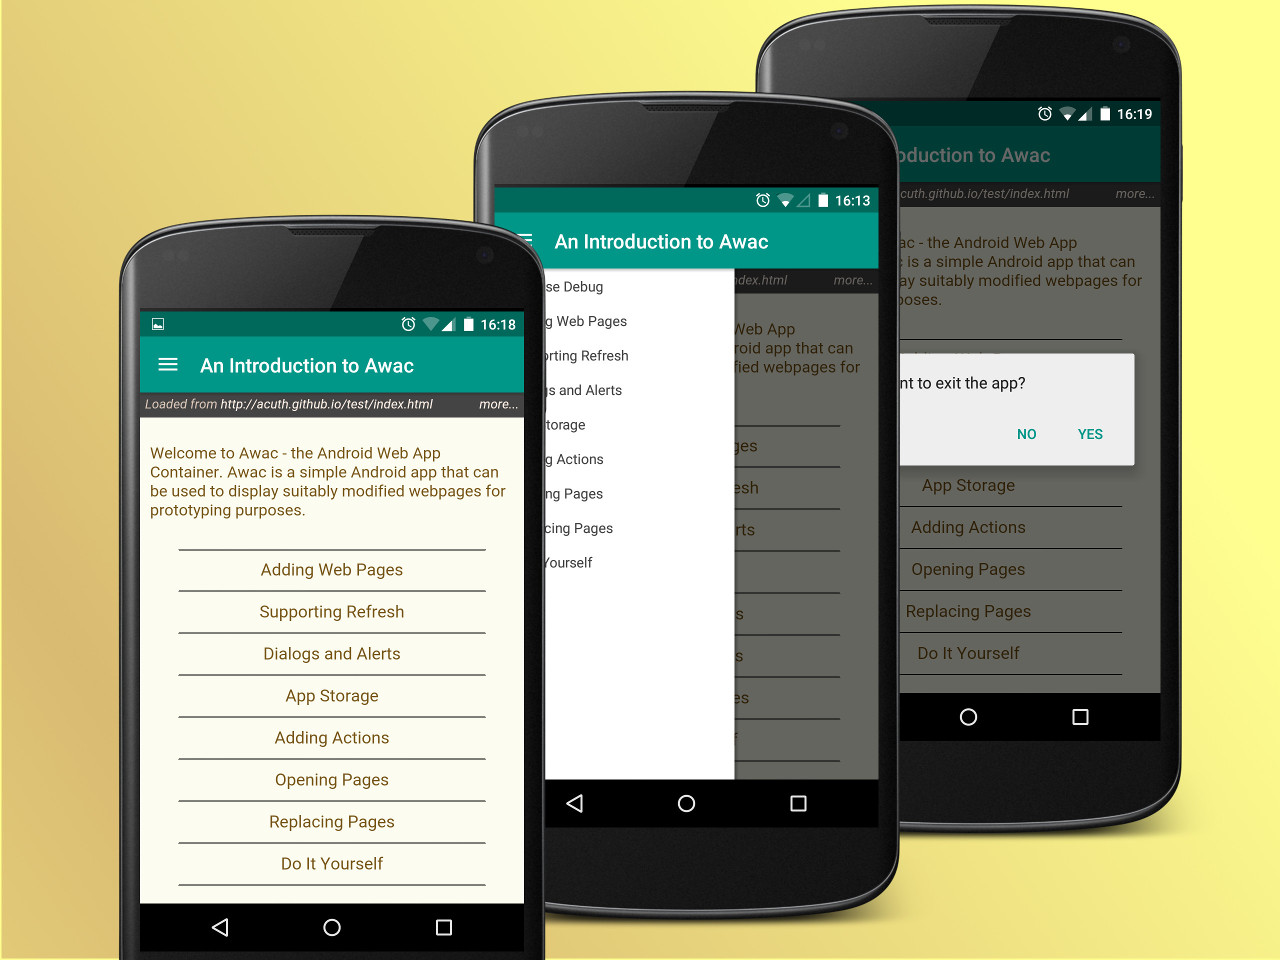 16:18
An Introduction to Awac
Loaded from http://acuth.github.io/test/index.html more...
Welcome to Awac - the Android Web App
Container. Awac is a simple Android app that can
be used to display suitably modified webpages for
prototyping purposes.
Adding Web Pages
Supporting Refresh
Dialogs and Alerts
App Storage
Adding Actions
Opening Pages
Replacing Pages
Do It Yourself
16:13
An Introduction to Awac
ndex.html more...
se Debug
g Web Pages
orting Refresh
gs and Alerts
torage
g Actions
ng Pages
cing Pages
Yourself
Web App
roid app that can
fied webpages for
ges
esh
rts
s
s
es
16:19
oduction to Awac
cuth.github.io/test/index.html more...
ac - the Android Web App
c is a simple Android app that can
ay suitably modified webpages for
oses.
nt to exit the app?
NO YES
App Storage
Adding Actions
Opening Pages
Replacing Pages
Do It Yourself